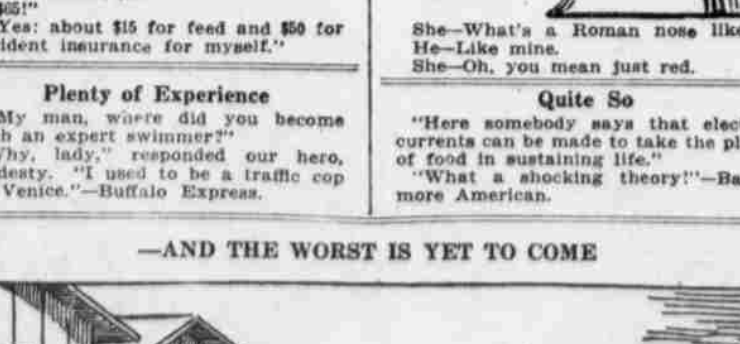 $65!"
Yes: about $15 for feed and $50 for
ident insurance for myself."
Plenty of Experience
My man, where did you become
h an expert swimmer?"
hy, lady," responded our hero,
desty. "I used to be a traffic cop
Venice."—Buffalo Express.
She—What's a Roman nose like
He—Like mine.
She—Oh, you mean just red.
Quite So
"Here somebody says that elec
currents can be made to take the pl
of food in sustaining life."
"What a shocking theory!"—Ba
more American.
—AND THE WORST IS YET TO COME